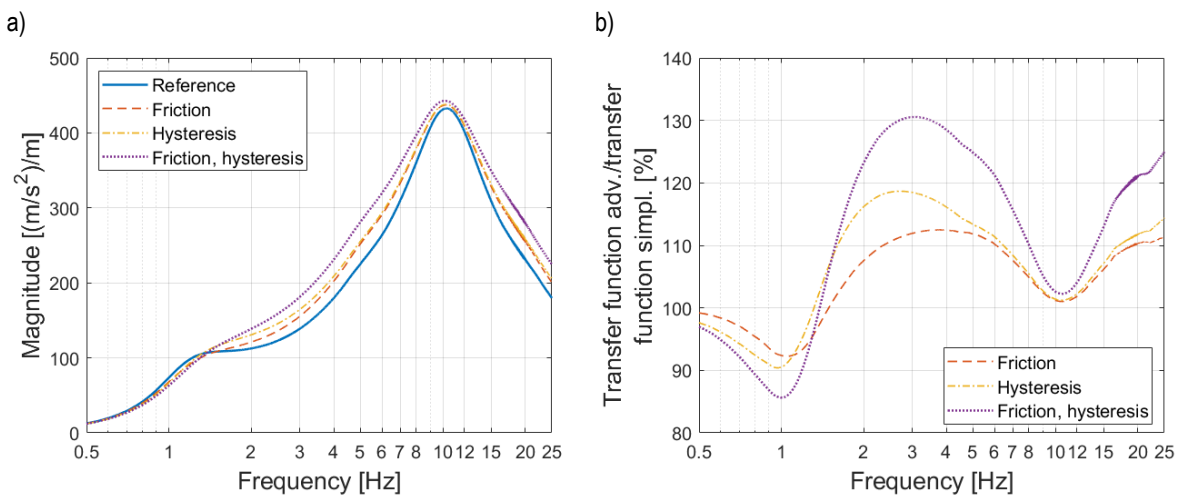 a)
Magnitude [(m/s²)/m]
500
400
300
200
100
0
Reference
Friction
Hysteresis
Friction, hysteresis
0.5 1 2 3 4 5 6 7 8 10 12 15 20 25
Frequency [Hz]
b)
Transfer function adv./transfer
function simpl. [%]
140
130
120
110
100
90
80
Friction
Hysteresis
Friction, hysteresis
0.5 1 2 3 4 5 6 7 8 10 12 15 20 25
Frequency [Hz]